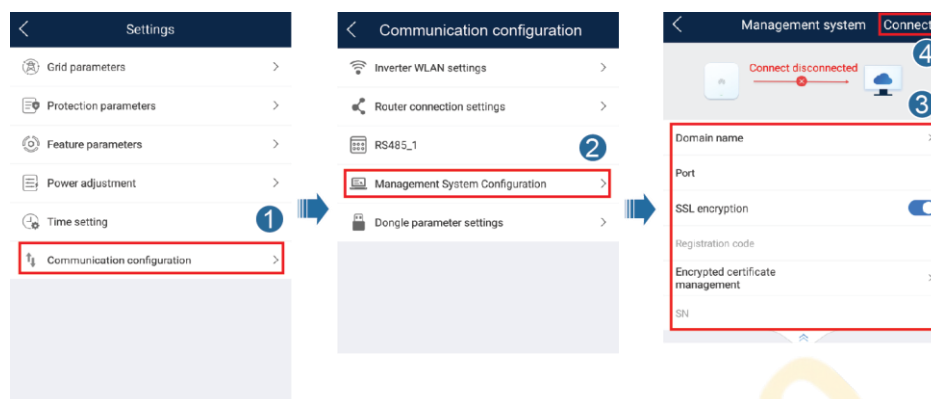 Settings
Grid parameters
Protection parameters
Feature parameters
Power adjustment
Time setting
1
Communication configuration
Communication configuration
Inverter WLAN settings
Router connection settings
RS485_1
2
Management System Configuration
Dongle parameter settings
Management system
Connect
4
Connect disconnected
3
Domain name
Port
SSL encryption
Registration code
Encrypted certificate
management
SN